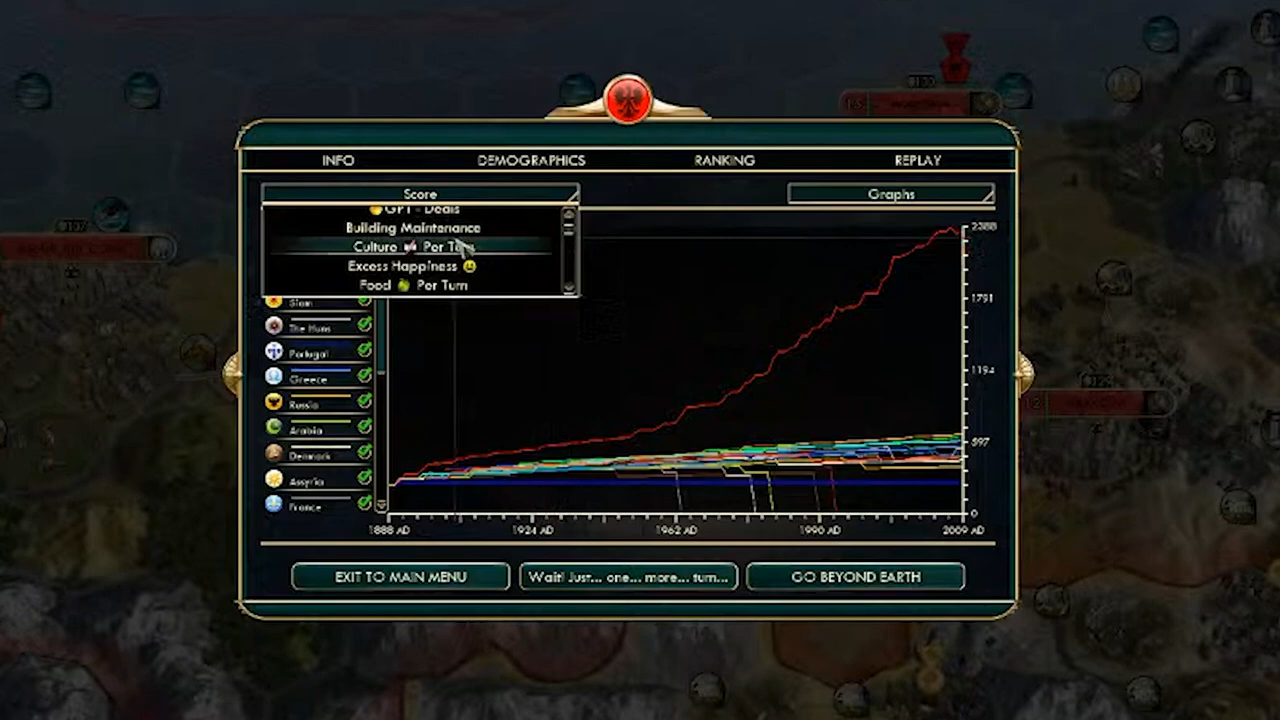 INFO DEMOGRAPHICS RANKING REPLAY
Score Graphs
GPT - Deals
Building Maintenance
Culture Per Turn
Excess Happiness
Food Per Turn
2388
1791
1194
597
0
Siam
The Huns
Portugal
Greece
Russia
Arabia
Denmark
Assyria
France
1888 AD 1924 AD 1962 AD 1990 AD 2009 AD
EXIT TO MAIN MENU Wait! Just... one... more... turn... GO BEYOND EARTH